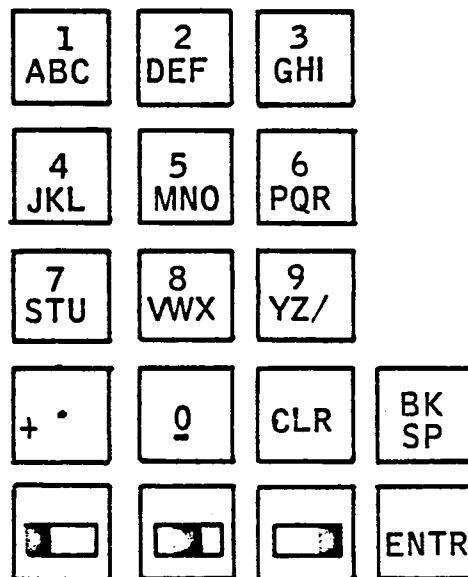 1 2 3
ABC DEF GHI
4 5 6
JKL MNO PQR
7 8 9
STU VWX YZ/
+ • 0 CLR BK
SP
ENTR